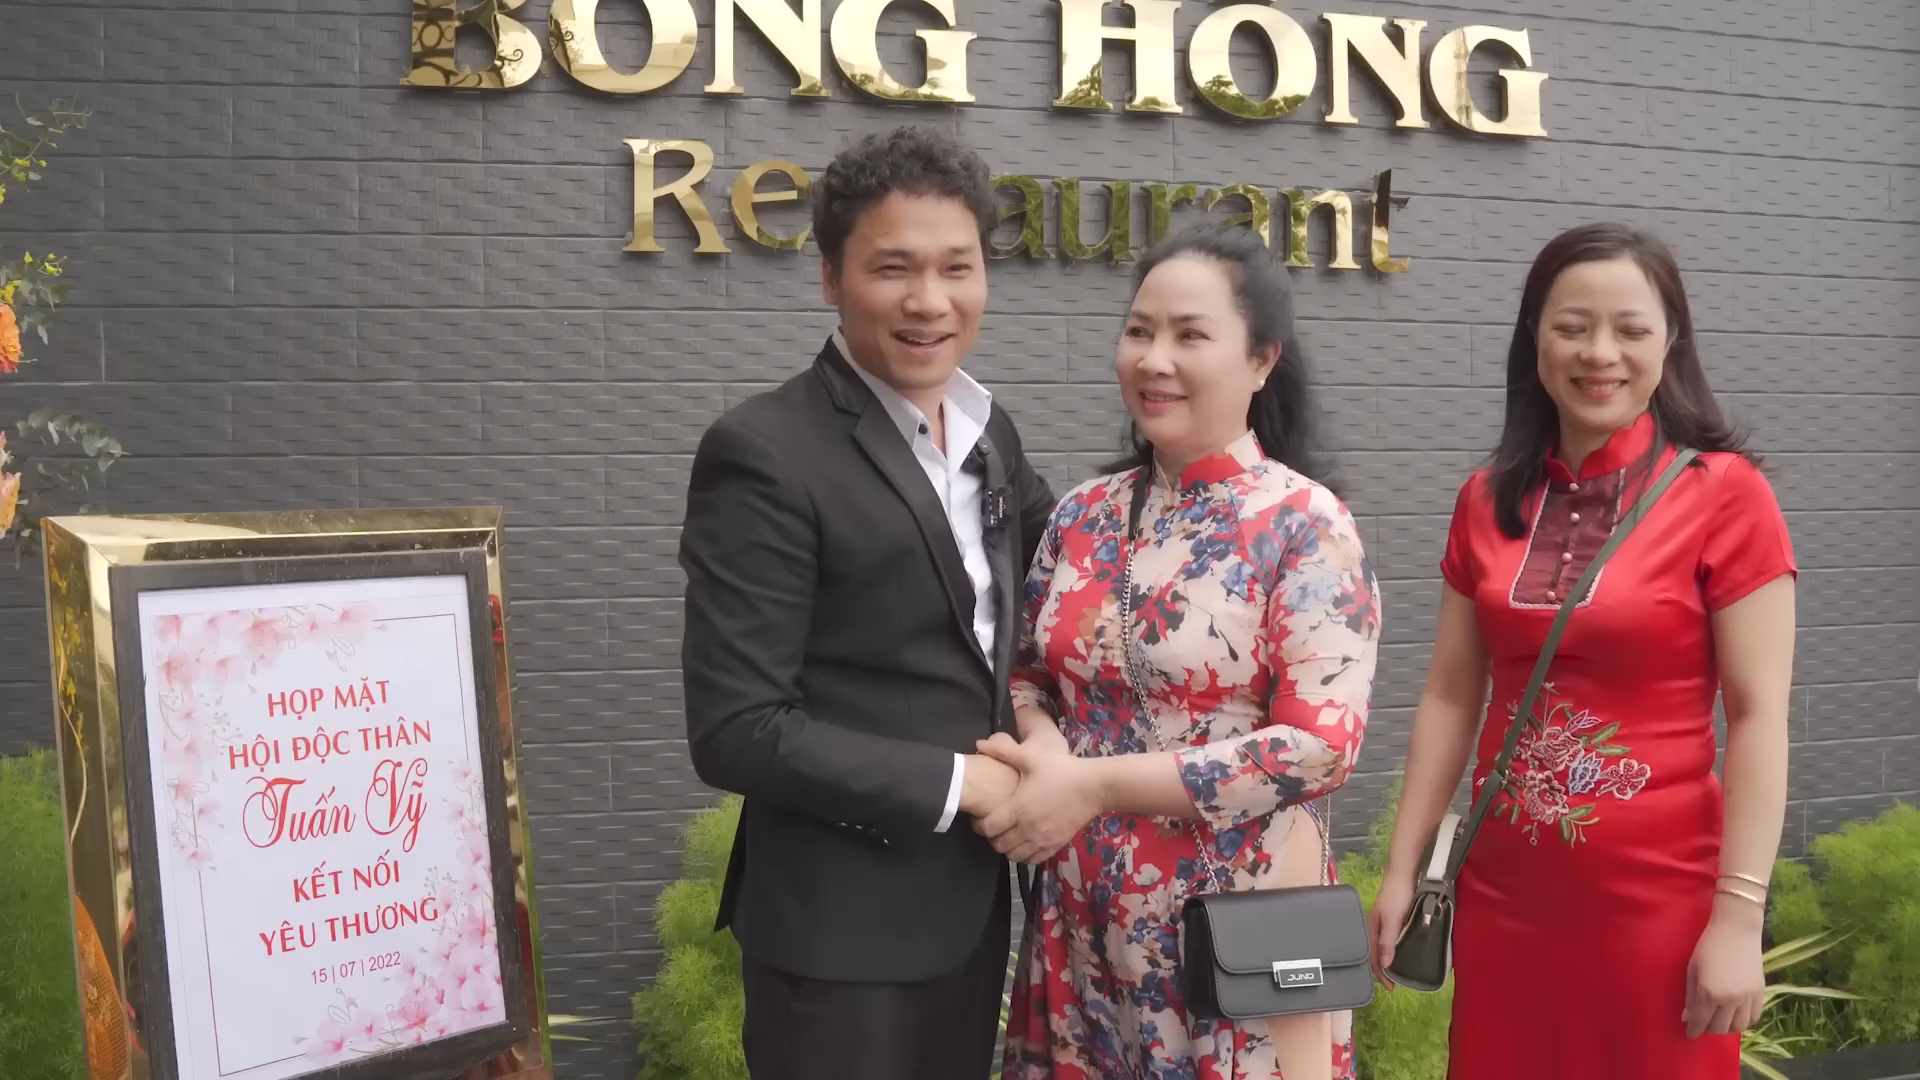 BÔNG HỒNG
Restaurant
HỌP MẶT
HỘI ĐỘC THÂN
Tuấn Vỹ
KẾT NỐI
YÊU THƯƠNG
15 | 07 | 2022
JUNO